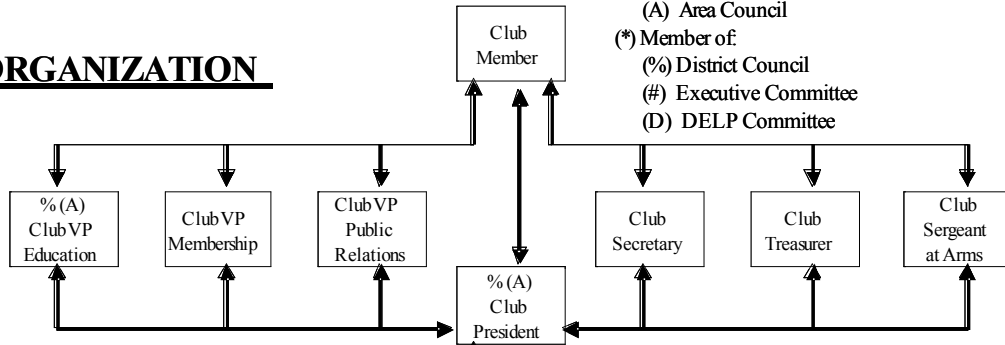 (A) Area Council
(*) Member of:
(%) District Council
(#) Executive Committee
(D) DELP Committee
ORGANIZATION
Club
Member
% (A)
Club VP
Education
Club VP
Membership
Club VP
Public
Relations
Club
Secretary
Club
Treasurer
Club
Sergeant
at Arms
% (A)
Club
President